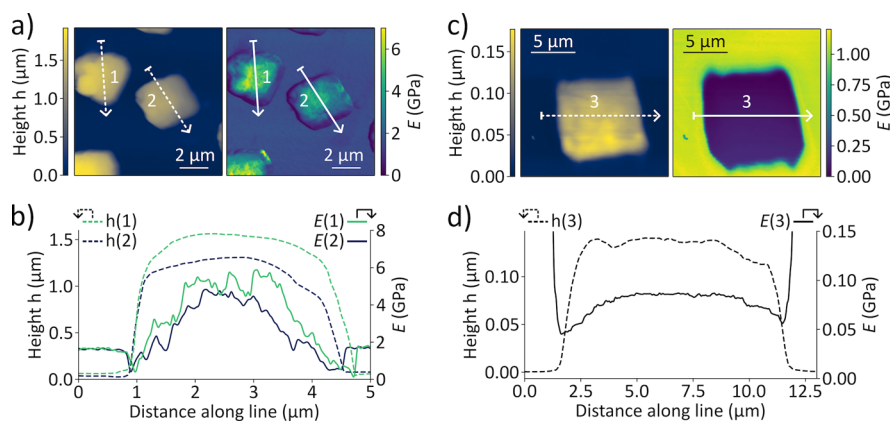 a)
Height h (µm)
1.5
1.0
0.5
0.0
1
2
2 µm
1
2
2 µm
6
4
2
0
E (GPa)
c)
Height h (µm)
0.15
0.10
0.05
0.00
5 µm
3
5 µm
3
1.00
0.75
0.50
0.25
0.00
E (GPa)
b)
h(1)
h(2)
E(1)
E(2)
Height h (µm)
1.5
1.0
0.5
0.0
8
6
4
2
0
E (GPa)
0 1 2 3 4 5
Distance along line (µm)
d)
h(3)
E(3)
Height h (µm)
0.10
0.05
0.00
0.15
0.10
0.05
0.00
E (GPa)
0.0 2.5 5.0 7.5 10.0 12.5
Distance along line (µm)